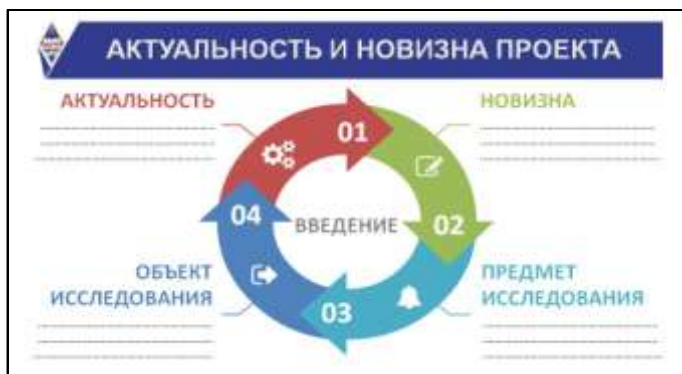 АКТУАЛЬНОСТЬ И НОВИЗНА ПРОЕКТА
АКТУАЛЬНОСТЬ
НОВИЗНА
01
02
03
04
ВВЕДЕНИЕ
ОБЪЕКТ
ИССЛЕДОВАНИЯ
ПРЕДМЕТ
ИССЛЕДОВАНИЯ